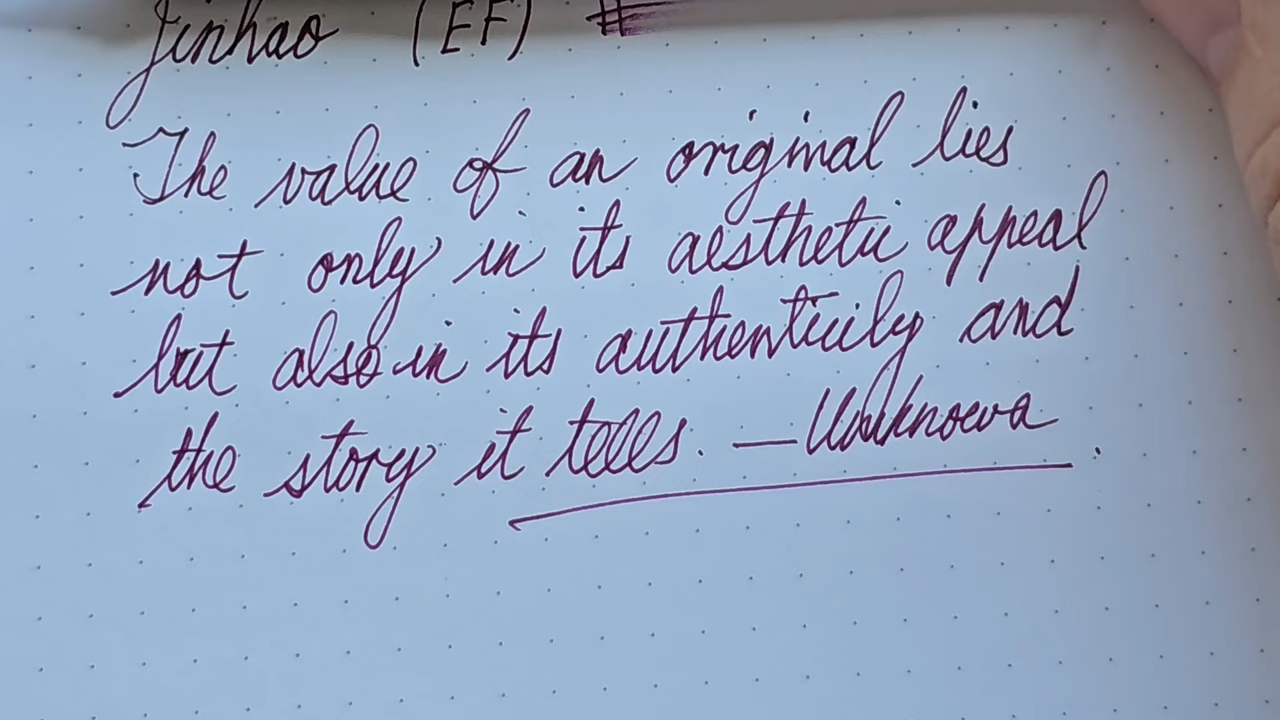 Jinhao (EF) #
The value of an original lies
not only in its aesthetic appeal
but also in its authenticity and
the story it tells. — Unknown